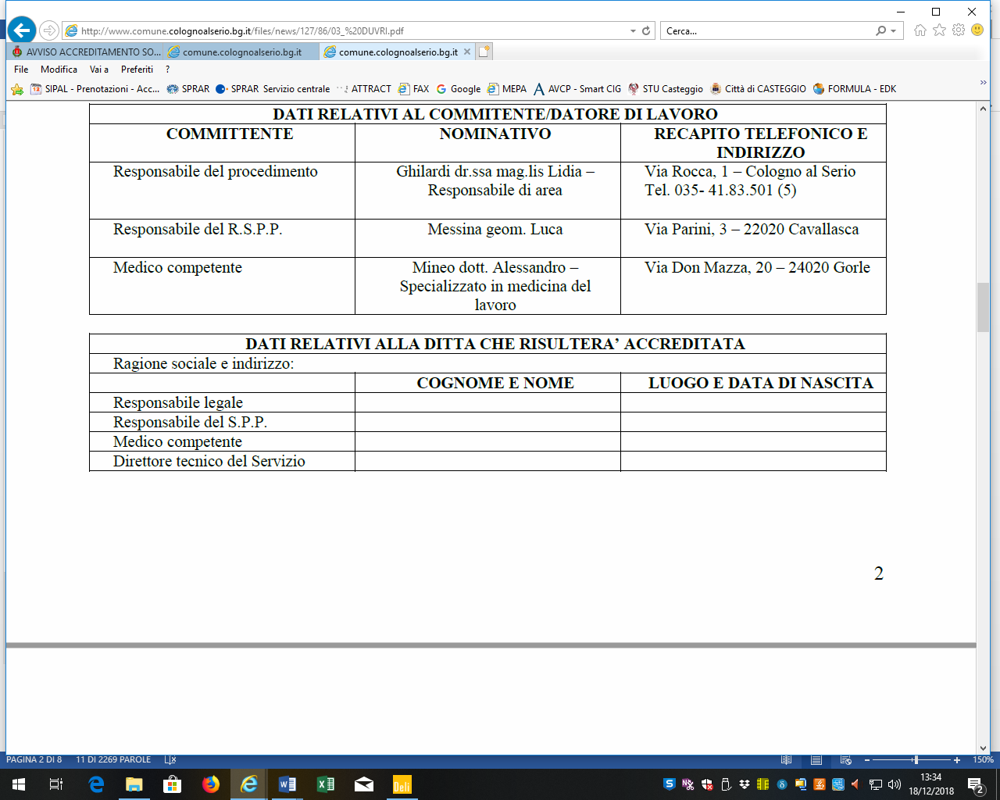 http://www.comune.colognoalserio.bg.it/files/news/127/86/03_%20DUVRI.pdf
Cerca...
AVVISO ACCREDITAMENTO SO...
comune.colognoalserio.bg.it
comune.colognoalserio.bg.it
File Modifica Vai a Preferiti ?
SIPAL - Prenotazioni - Acc... SPRAR SPRAR Servizio centrale ATTRACT FAX Google MEPA AVCP - Smart CIG STU Casteggio Città di CASTEGGIO FORMULA - EDK
DATI RELATIVI AL COMMITENTE/DATORE DI LAVORO
COMMITTENTE NOMINATIVO RECAPITO TELEFONICO E
INDIRIZZO
Responsabile del procedimento Ghilardi dr.ssa mag.lis Lidia – Via Rocca, 1 – Cologno al Serio
Responsabile di area Tel. 035- 41.83.501 (5)
Responsabile del R.S.P.P. Messina geom. Luca Via Parini, 3 – 22020 Cavallasca
Medico competente Mineo dott. Alessandro – Via Don Mazza, 20 – 24020 Gorle
Specializzato in medicina del
lavoro
DATI RELATIVI ALLA DITTA CHE RISULTERA’ ACCREDITATA
Ragione sociale e indirizzo:
COGNOME E NOME LUOGO E DATA DI NASCITA
Responsabile legale
Responsabile del S.P.P.
Medico competente
Direttore tecnico del Servizio
2
PAGINA 2 DI 8 11 DI 2269 PAROLE 150%
Deli
13:34
18/12/2018
2